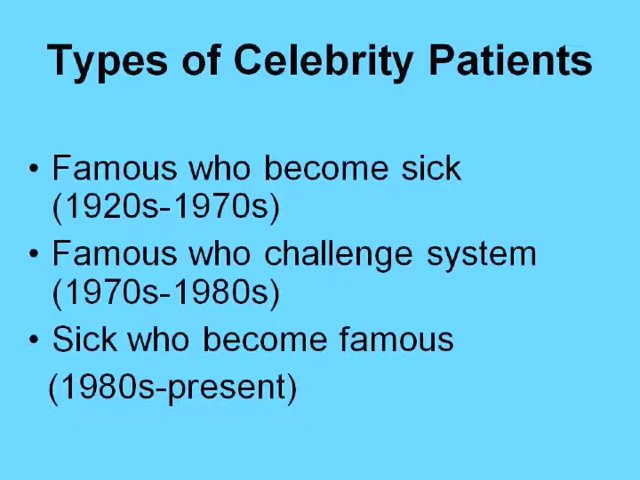 Types of Celebrity Patients
• Famous who become sick
(1920s-1970s)
• Famous who challenge system
(1970s-1980s)
• Sick who become famous
(1980s-present)